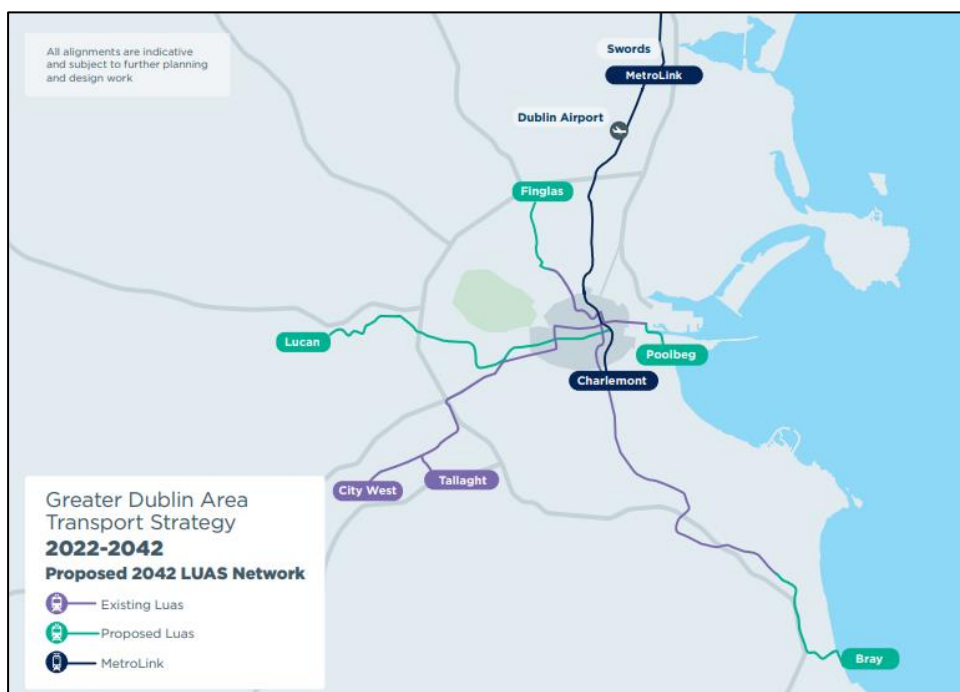 All alignments are indicative
and subject to further planning
and design work
Swords
MetroLink
Dublin Airport
Finglas
Lucan
Poolbeg
Charlemont
Tallaght
City West
Greater Dublin Area
Transport Strategy
2022-2042
Proposed 2042 LUAS Network
Existing Luas
Proposed Luas
MetroLink
Bray